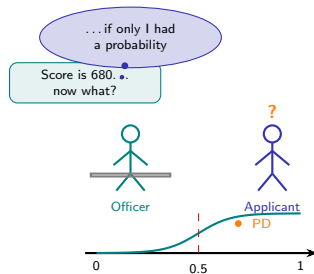 ...if only I had
a probability
Score is 680...
now what?
?
Officer
Applicant
PD
0
0.5
1